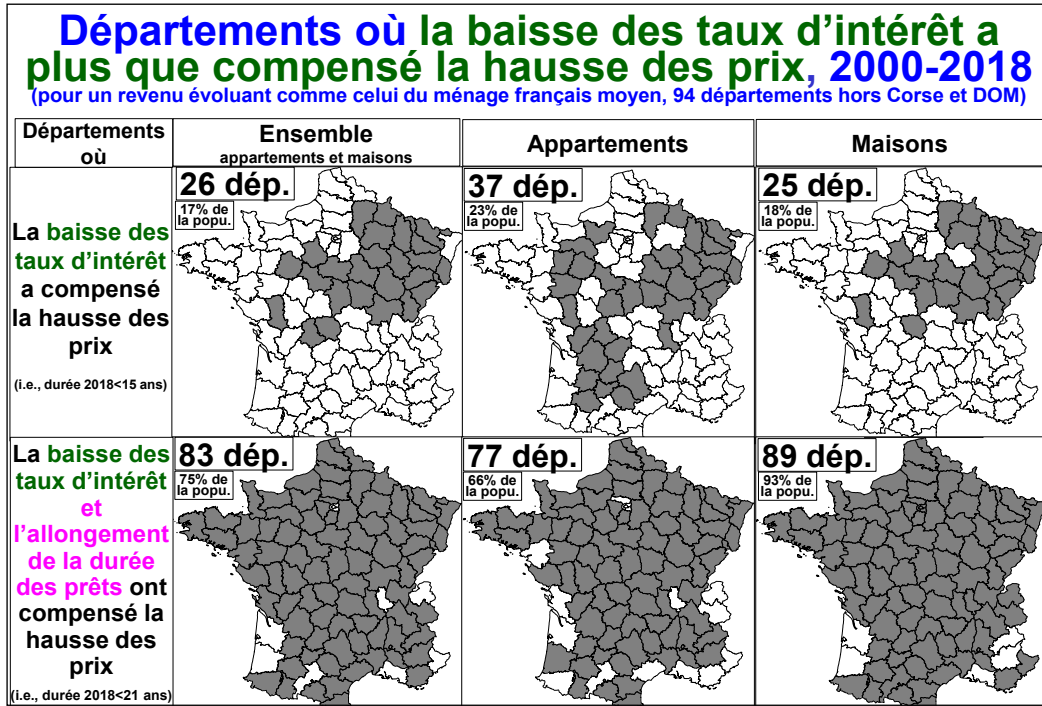 Départements où la baisse des taux d’intérêt a
plus que compensé la hausse des prix, 2000-2018
(pour un revenu évoluant comme celui du ménage français moyen, 94 départements hors Corse et DOM)
Départements
où
Ensemble
appartements et maisons
Appartements
Maisons
La baisse des
taux d’intérêt
a compensé
la hausse des
prix
(i.e., durée 2018<15 ans)
26 dép.
17% de
la popu.
37 dép.
23% de
la popu.
25 dép.
18% de
la popu.
La baisse des
taux d’intérêt
et
l’allongement
de la durée
des prêts ont
compensé la
hausse des
prix
(i.e., durée 2018<21 ans)
83 dép.
75% de
la popu.
77 dép.
66% de
la popu.
89 dép.
93% de
la popu.